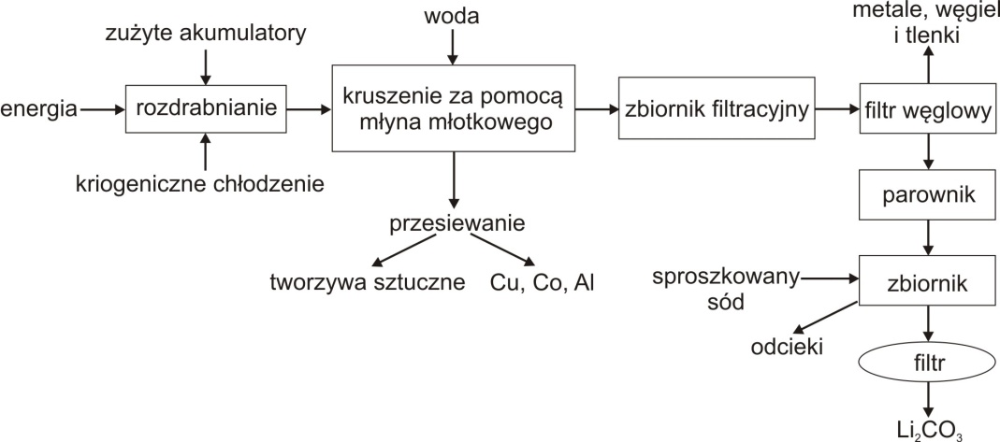 zużyte akumulatory
energia
rozdrabnianie
kriogeniczne chłodzenie
woda
kruszenie za pomocą
młyna młotkowego
przesiewanie
tworzywa sztuczne
Cu, Co, Al
zbiornik filtracyjny
metale, węgiel
i tlenki
filtr węglowy
parownik
sproszkowany
sód
zbiornik
odcieki
filtr
Li₂CO₃